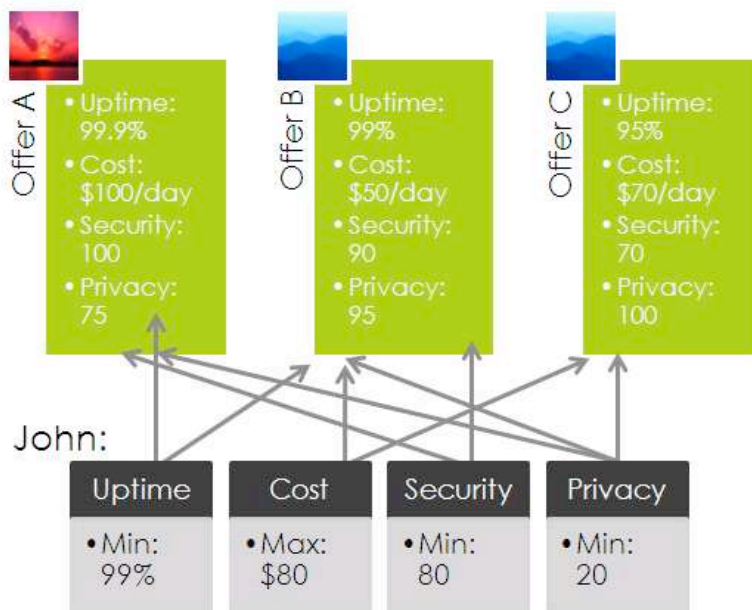 Offer A
• Uptime:
99.9%
• Cost:
$100/day
• Security:
100
• Privacy:
75
Offer B
• Uptime:
99%
• Cost:
$50/day
• Security:
90
• Privacy:
95
Offer C
• Uptime:
95%
• Cost:
$70/day
• Security:
70
• Privacy:
100
John:
Uptime
• Min:
99%
Cost
• Max:
$80
Security
• Min:
80
Privacy
• Min:
20